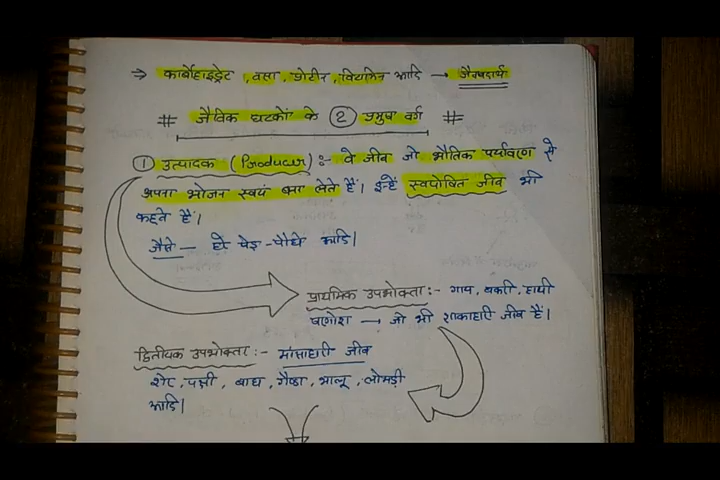 → कार्बोहाइड्रेट, वसा, प्रोटीन, विटामिन आदि → जैवपदार्थ
# जैविक घटकों के ② प्रमुख वर्ग #
① उत्पादक (Producer) :- वे जीव जो भौतिक पर्यावरण से
अपना भोजन स्वयं बना लेते हैं। इन्हें स्वपोषित जीव भी
कहते हैं।
जैसे — हरे पेड़-पौधे आदि।
प्राथमिक उपभोक्ता :- गाय, बकरी, हाथी
खरगोश → जो भी शाकाहारी जीव हैं।
द्वितीयक उपभोक्ता :- मांसाहारी जीव
शेर, पक्षी, बाघ, गैंडा, भालू, लोमड़ी
आदि।